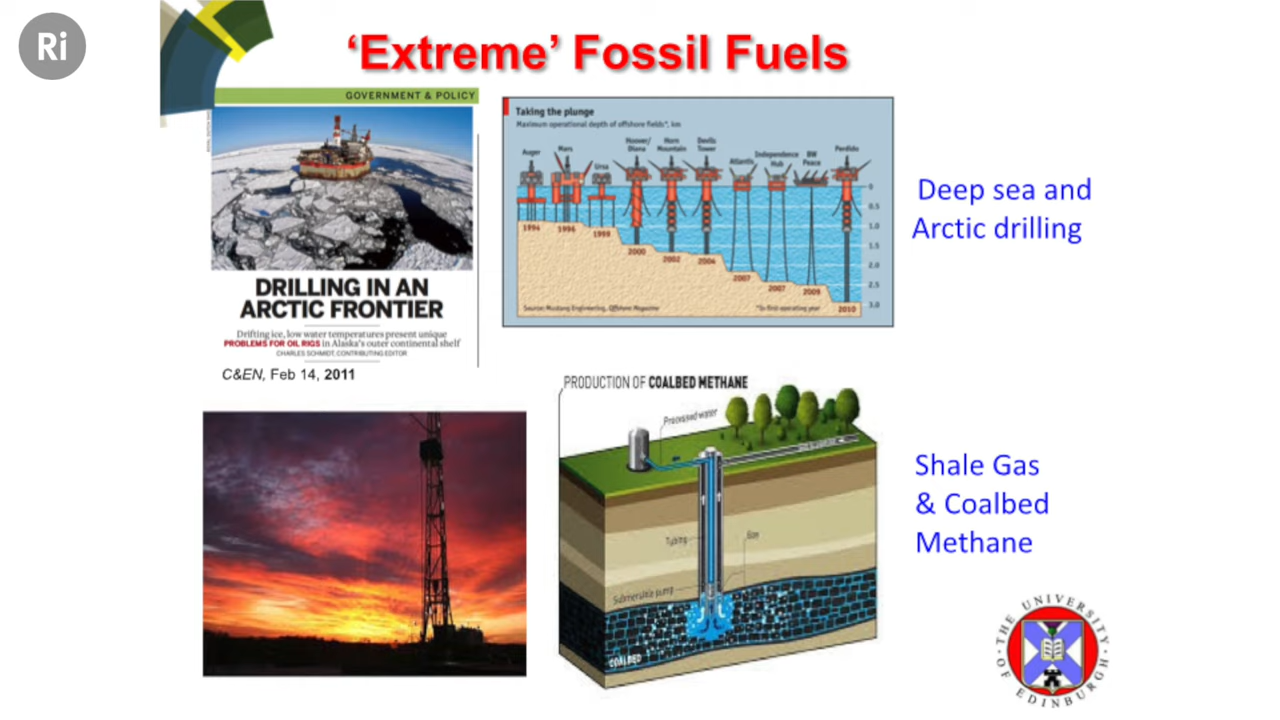 Ri
'Extreme' Fossil Fuels
GOVERNMENT & POLICY
DRILLING IN AN
ARCTIC FRONTIER
Drifting ice, low water temperatures present unique
PROBLEMS FOR OIL RIGS in Alaska's outer continental shelf
CHARLES SCHMIDT, CONTRIBUTING EDITOR
C&EN, Feb 14, 2011
Taking the plunge
Maximum operational depth of offshore fields*, km
Auger
Mars
Ursa
Hoover/
Diana
Horn
Mountain
Devils
Tower
Atlantis
Independence
Hub
BW
Peace
Perdido
0
0.5
1.0
1.5
2.0
2.5
3.0
1994
1996
1999
2000
2002
2004
2007
2007
2009
2010
Source: Mustang Engineering, Offshore Magazine
*In first operating year
Deep sea and
Arctic drilling
PRODUCTION OF COALBED METHANE
Processed water
Tubing
Gas
Submersible pump
COALBED
Shale Gas
& Coalbed
Methane
THE UNIVERSITY
OF EDINBURGH